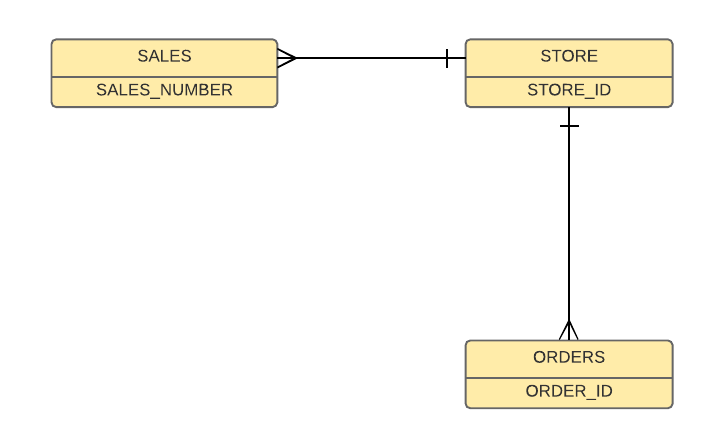 SALES
SALES_NUMBER
STORE
STORE_ID
ORDERS
ORDER_ID